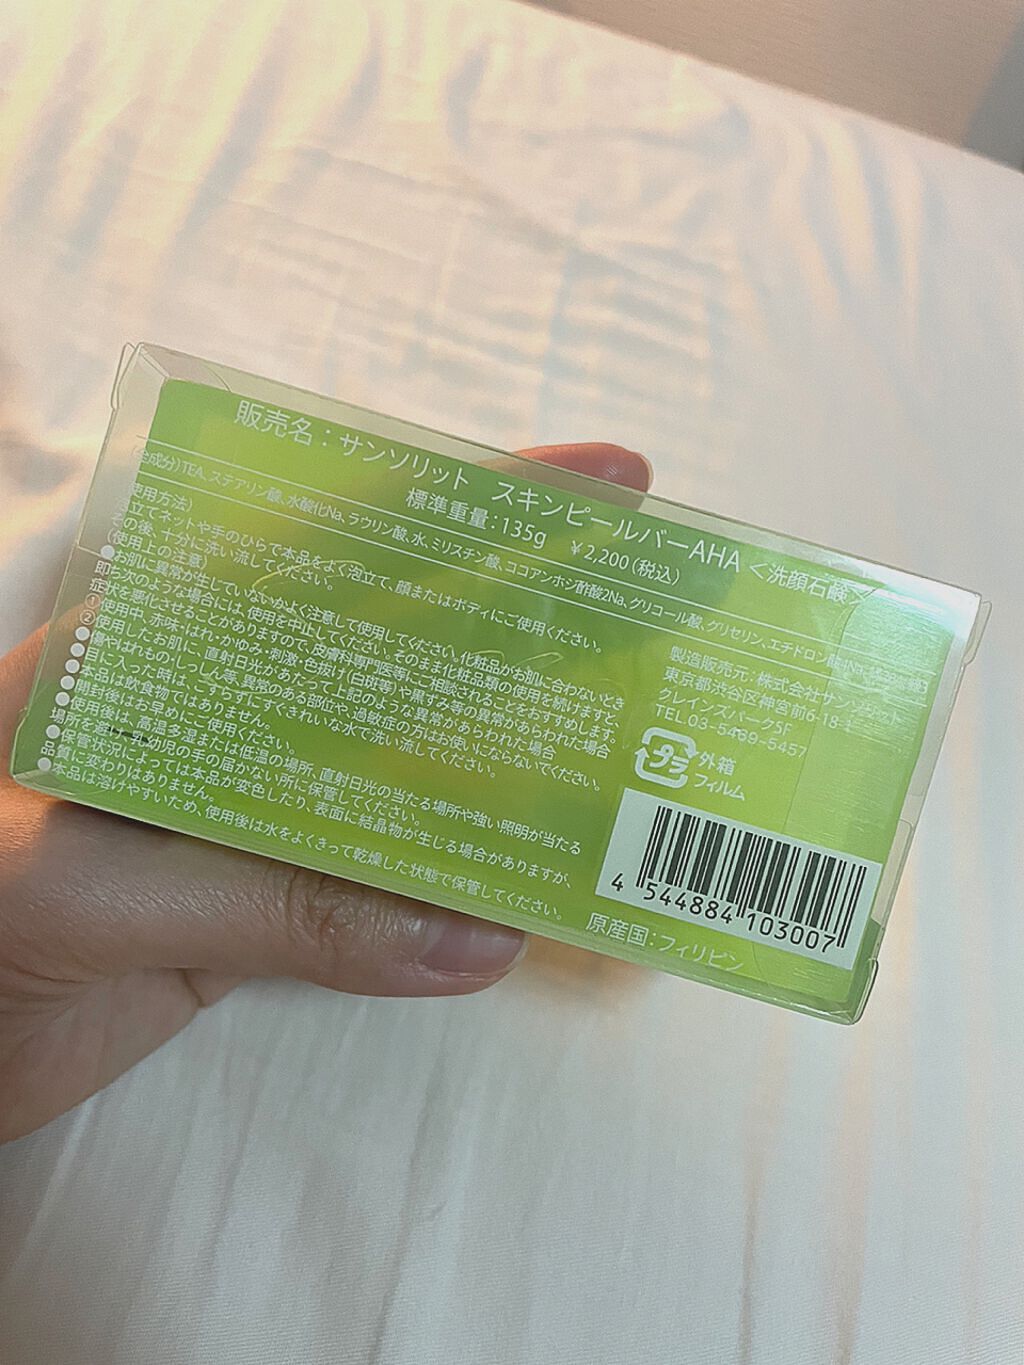 販売名：サンソリット スキンピールバーAHA <洗顔石鹸>
標準重量：135g ￥2,200（税込）
(全成分)TEA、ステアリン酸、水酸化Na、ラウリン酸、水、ミリスチン酸、ココアンホジ酢酸2Na、グリコール酸、グリセリン、エチドロン酸4Na、
使用方法)
泡立てネットや手のひらで本品をよく泡立て、顔またはボディにご使用ください。
その後、十分に洗い流してください。
(使用上の注意)
●お肌に異常が生じていないかよく注意して使用してください。化粧品がお肌に合わないとき
即ち次のような場合には、使用を中止してください。そのまま化粧品類の使用を続けますと、
症状を悪化させることがありますので、皮膚科専門医等にご相談されることをおすすめします。
①使用中、赤味・はれ・かゆみ・刺激・色抜け(白斑等)や黒ずみ等の異常があらわれた場合
②使用したお肌に、直射日光があたって上記のような異常があらわれた場合
●傷やはれもの・しっしん等、異常のある部位や、過敏症の方はお使いにならないでください。
●目に入った時は、こすらずにすぐきれいな水で洗い流してください。
●本品は飲食物ではありません。
●開封後はお早めにご使用ください。
●使用後は、高温多湿または低温の場所、直射日光の当たる場所や強い照明が当たる
場所を避け、乳幼児の手の届かない所に保管してください。
●保管状況によっては本品が変色したり、表面に結晶物が生じる場合がありますが、
品質に変わりはありません。
●本品は溶けやすいため、使用後は水をよくきって乾燥した状態で保管してください。
製造販売元：株式会社サンソリット
東京都渋谷区神宮前6-18-
クレインズパーク5F
TEL.03-5469-5457
プラ
外箱
フィルム
4 544884 103007
原産国：フィリピン